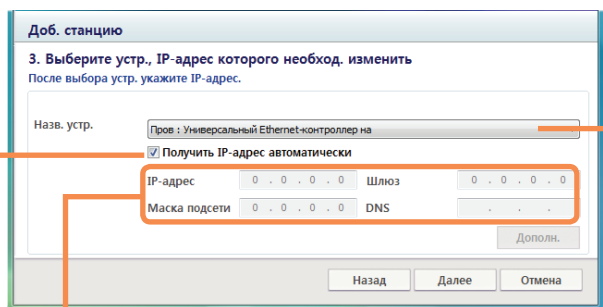 Доб. станцию
3. Выберите устр., IP-адрес которого необход. изменить
После выбора устр. укажите IP-адрес.
Назв. устр.
Пров : Универсальный Ethernet-контроллер на
Получить IP-адрес автоматически
IP-адрес 0 . 0 . 0 . 0 Шлюз 0 . 0 . 0 . 0
Маска подсети 0 . 0 . 0 . 0 DNS . . .
Дополн.
Назад Далее Отмена